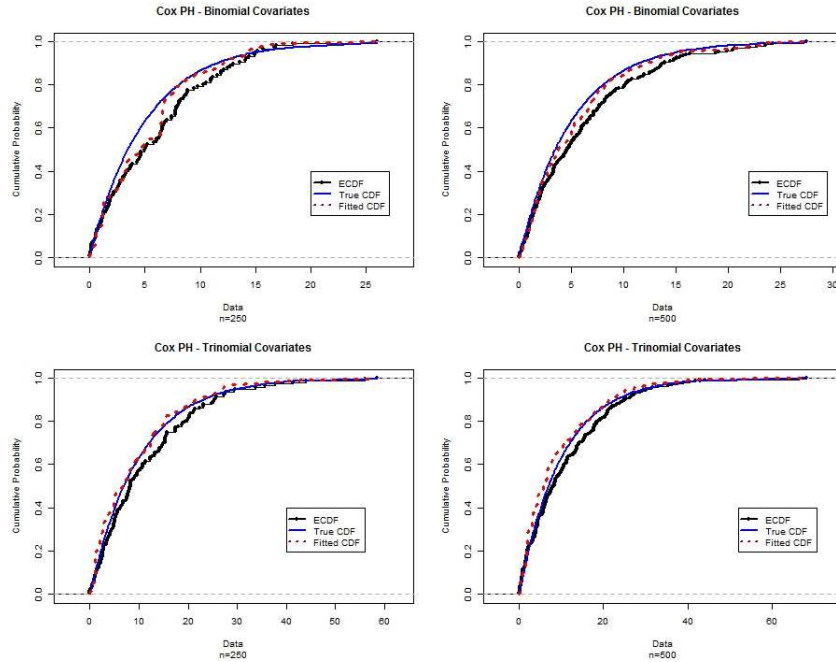 Cox PH - Binomial Covariates
Cumulative Probability
1.0
0.8
0.6
0.4
0.2
0.0
ECDF
True CDF
Fitted CDF
0 5 10 15 20 25
Data
n=250
Cox PH - Binomial Covariates
Cumulative Probability
1.0
0.8
0.6
0.4
0.2
0.0
ECDF
True CDF
Fitted CDF
0 5 10 15 20 25 30
Data
n=500
Cox PH - Trinomial Covariates
Cumulative Probability
1.0
0.8
0.6
0.4
0.2
0.0
ECDF
True CDF
Fitted CDF
0 10 20 30 40 50 60
Data
n=250
Cox PH - Trinomial Covariates
Cumulative Probability
1.0
0.8
0.6
0.4
0.2
0.0
ECDF
True CDF
Fitted CDF
0 20 40 60
Data
n=500